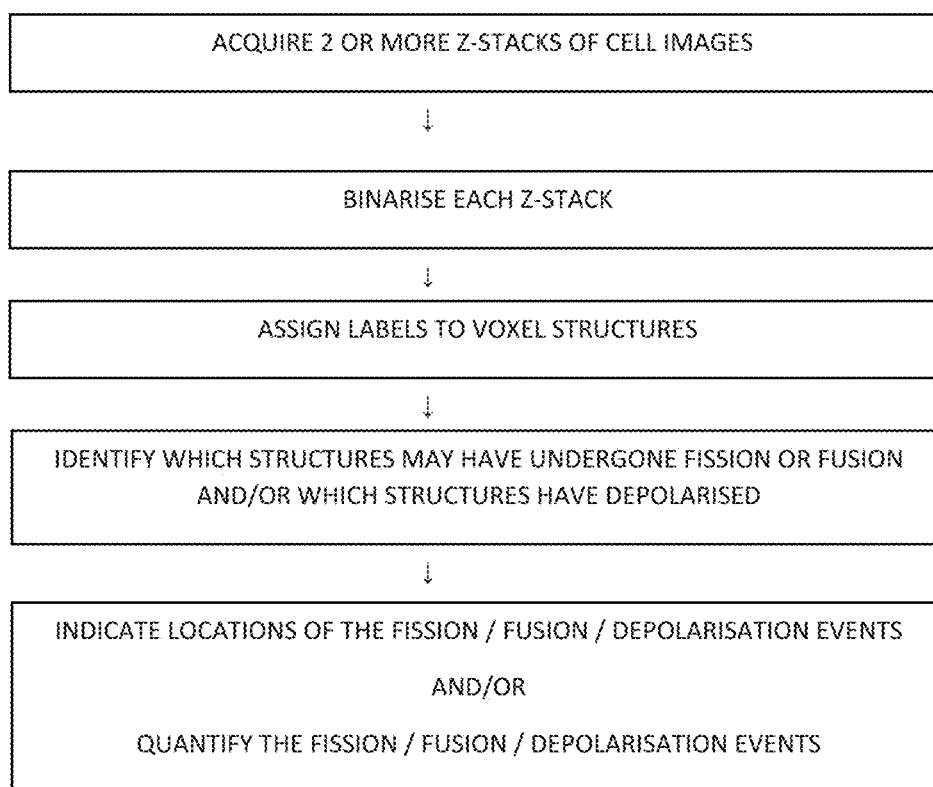 ACQUIRE 2 OR MORE Z-STACKS OF CELL IMAGES
↓
BINARISE EACH Z-STACK
↓
ASSIGN LABELS TO VOXEL STRUCTURES
↓
IDENTIFY WHICH STRUCTURES MAY HAVE UNDERGONE FISSION OR FUSION
AND/OR WHICH STRUCTURES HAVE DEPOLARISED
↓
INDICATE LOCATIONS OF THE FISSION / FUSION / DEPOLARISATION EVENTS
AND/OR
QUANTIFY THE FISSION / FUSION / DEPOLARISATION EVENTS